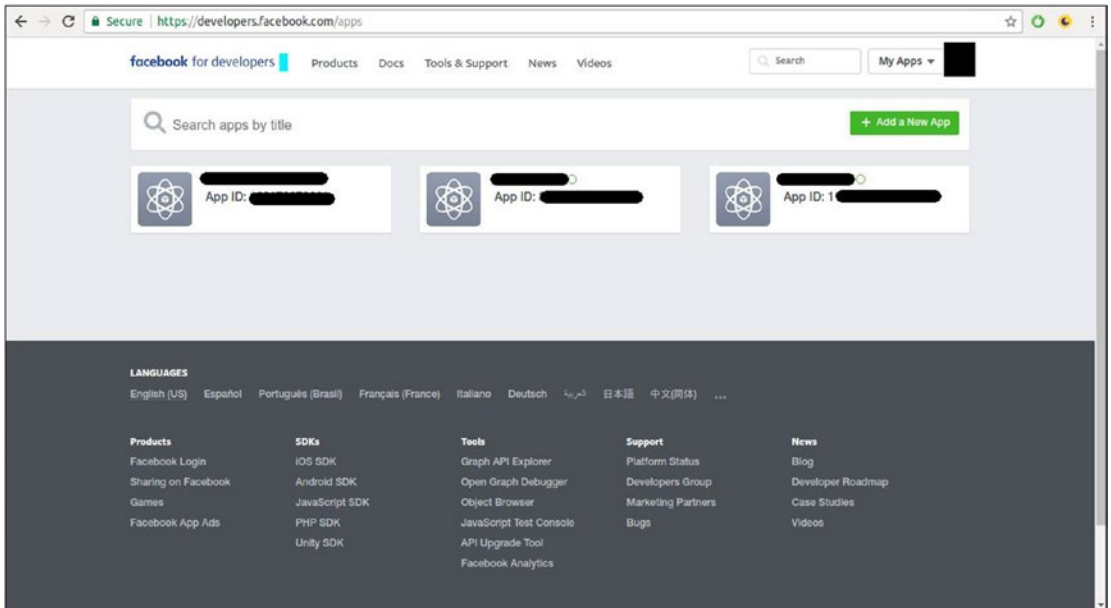 Secure | https://developers.facebook.com/apps
facebook for developers Products Docs Tools & Support News Videos Search My Apps
Search apps by title + Add a New App
App ID: App ID: App ID: 1
LANGUAGES
English (US) Español Português (Brasil) Français (France) Italiano Deutsch العربية 日本語 中文(简体) ...
Products SDKs Tools Support News
Facebook Login iOS SDK Graph API Explorer Platform Status Blog
Sharing on Facebook Android SDK Open Graph Debugger Developers Group Developer Roadmap
Games JavaScript SDK Object Browser Marketing Partners Case Studies
Facebook App Ads PHP SDK JavaScript Test Console Bugs Videos
Unity SDK API Upgrade Tool
Facebook Analytics